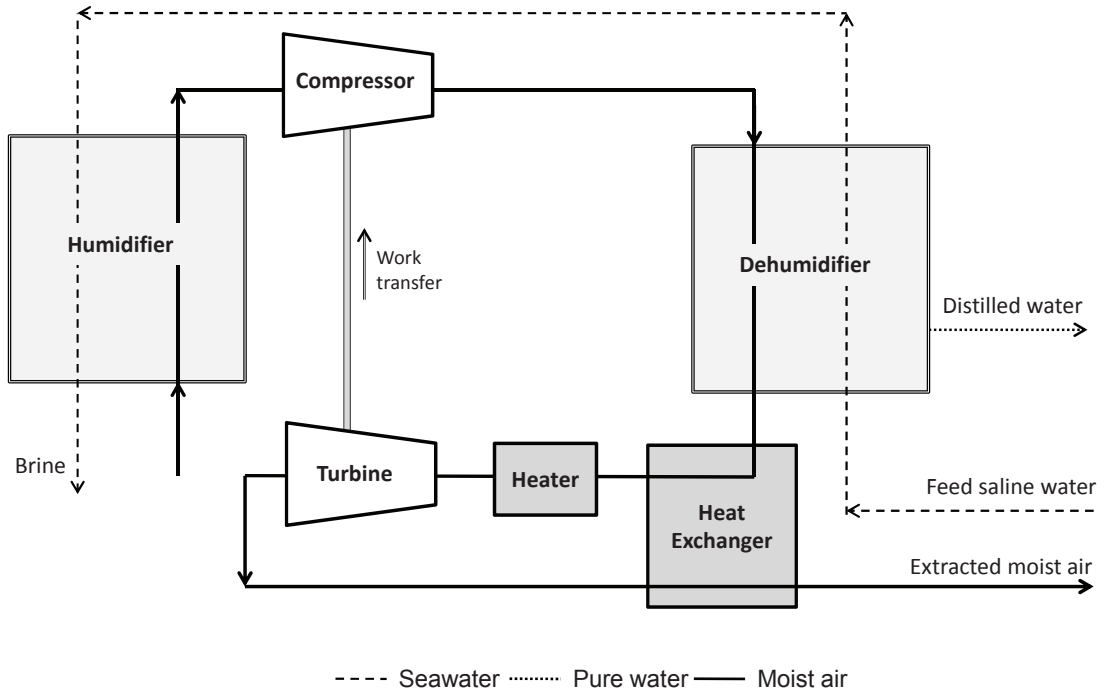 Compressor
Humidifier
Work
transfer
Dehumidifier
Distilled water
Brine
Turbine
Heater
Heat
Exchanger
Feed saline water
Extracted moist air
Seawater
Pure water
Moist air